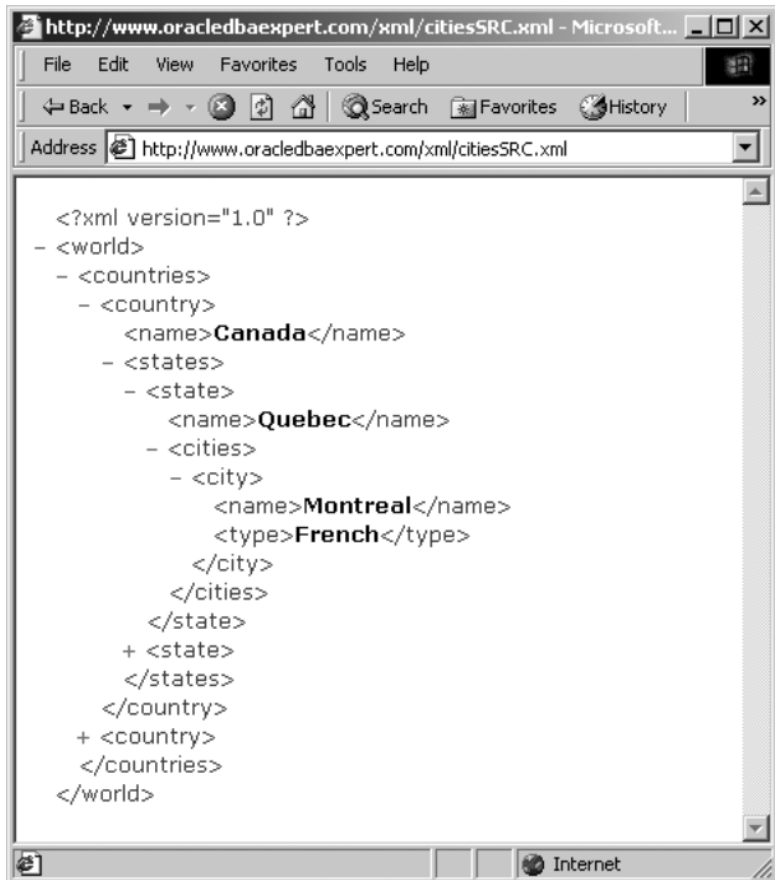 http://www.oracledbaexpert.com/xml/citiesSRC.xml - Microsoft...
File Edit View Favorites Tools Help
Back Search Favorites History »
Address http://www.oracledbaexpert.com/xml/citiesSRC.xml
<?xml version="1.0" ?>
- <world>
- <countries>
- <country>
<name>Canada</name>
- <states>
- <state>
<name>Quebec</name>
- <cities>
- <city>
<name>Montreal</name>
<type>French</type>
</city>
</cities>
</state>
+ <state>
</states>
</country>
+ <country>
</countries>
</world>
Internet